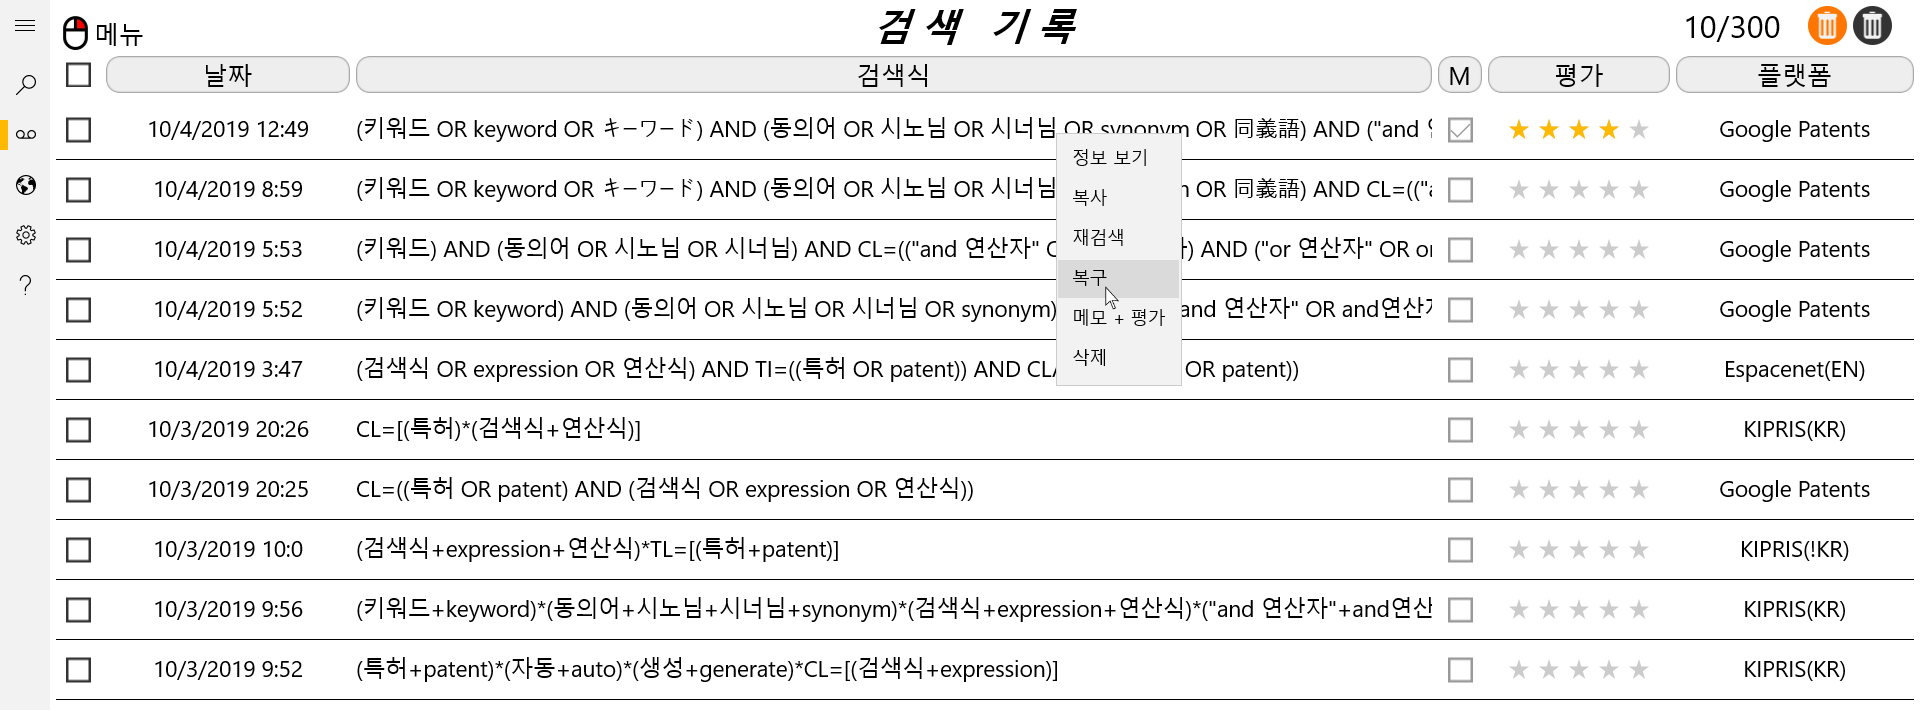 메뉴
검색 기록
10/300
날짜 검색식 M 평가 플랫폼
10/4/2019 12:49 (키워드 OR keyword OR キーワード) AND (동의어 OR 시노님 OR 시너님 OR synonym OR 同義語) AND ("and Google Patents
10/4/2019 8:59 (키워드 OR keyword OR キーワード) AND (동의어 OR 시노님 OR 시너님 OR 同義語) AND CL=(("a Google Patents
10/4/2019 5:53 (키워드) AND (동의어 OR 시노님 OR 시너님) AND CL=(("and 연산자" AND ("or 연산자" OR or Google Patents
10/4/2019 5:52 (키워드 OR keyword) AND (동의어 OR 시노님 OR 시너님 OR synonym) and 연산자" OR and연산자 Google Patents
10/4/2019 3:47 (검색식 OR expression OR 연산식) AND TI=((특허 OR patent)) AND CL OR patent)) Espacenet(EN)
10/3/2019 20:26 CL=[(특허)*(검색식+연산식)] KIPRIS(KR)
10/3/2019 20:25 CL=((특허 OR patent) AND (검색식 OR expression OR 연산식)) Google Patents
10/3/2019 10:0 (검색식+expression+연산식)*TL=[(특허+patent)] KIPRIS(!KR)
10/3/2019 9:56 (키워드+keyword)*(동의어+시노님+시너님+synonym)*(검색식+expression+연산식)*("and 연산자"+and연산 KIPRIS(KR)
10/3/2019 9:52 (특허+patent)*(자동+auto)*(생성+generate)*CL=[(검색식+expression)] KIPRIS(KR)
정보 보기
복사
재검색
복구
메모 + 평가
삭제